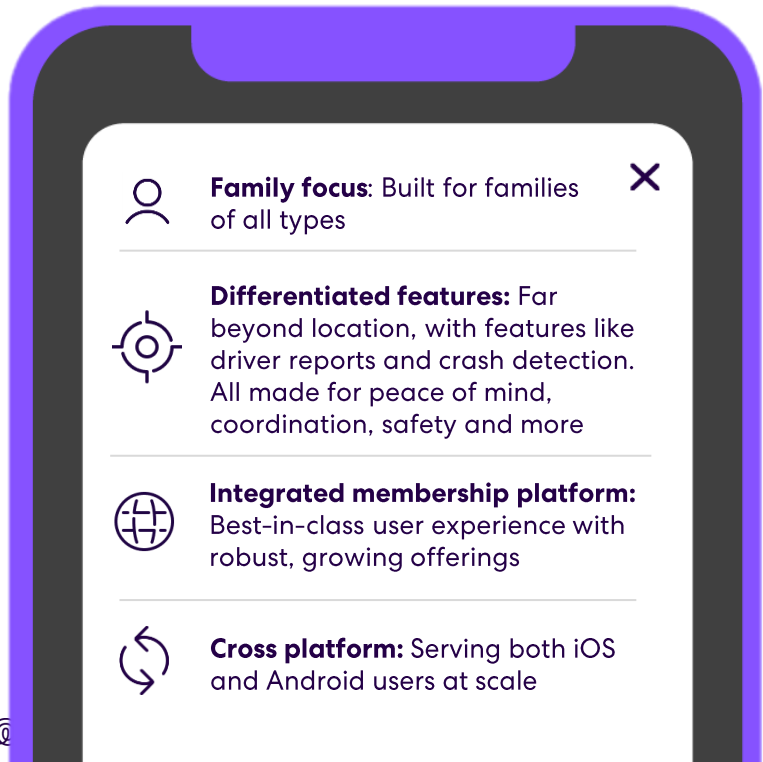 Family focus: Built for families
of all types
Differentiated features: Far
beyond location, with features like
driver reports and crash detection.
All made for peace of mind,
coordination, safety and more
Integrated membership platform:
Best-in-class user experience with
robust, growing offerings
Cross platform: Serving both iOS
and Android users at scale